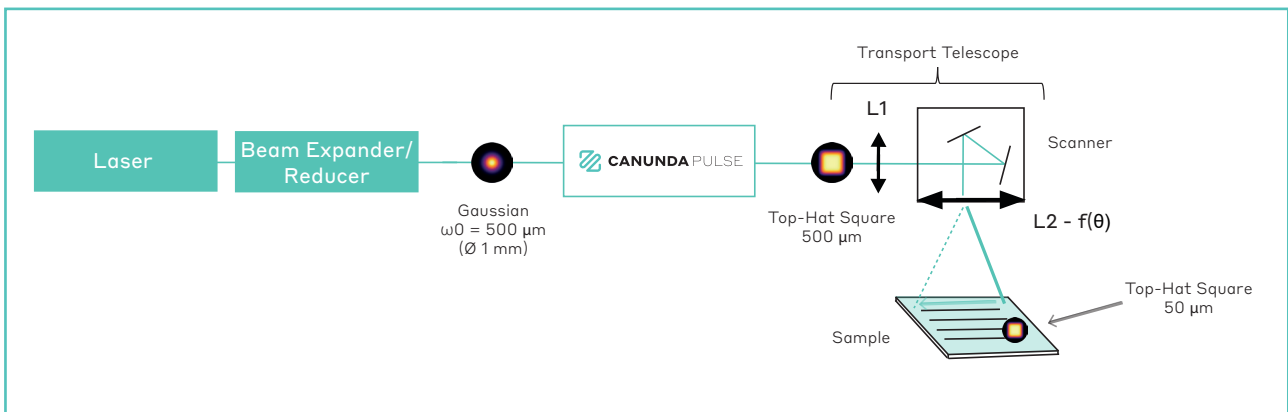 Transport Telescope
L1
Scanner
Laser
Beam Expander/
Reducer
CANUNDA PULSE
Gaussian
ω0 = 500 µm
(Ø 1 mm)
Top-Hat Square
500 µm
L2 - f(θ)
Top-Hat Square
50 µm
Sample